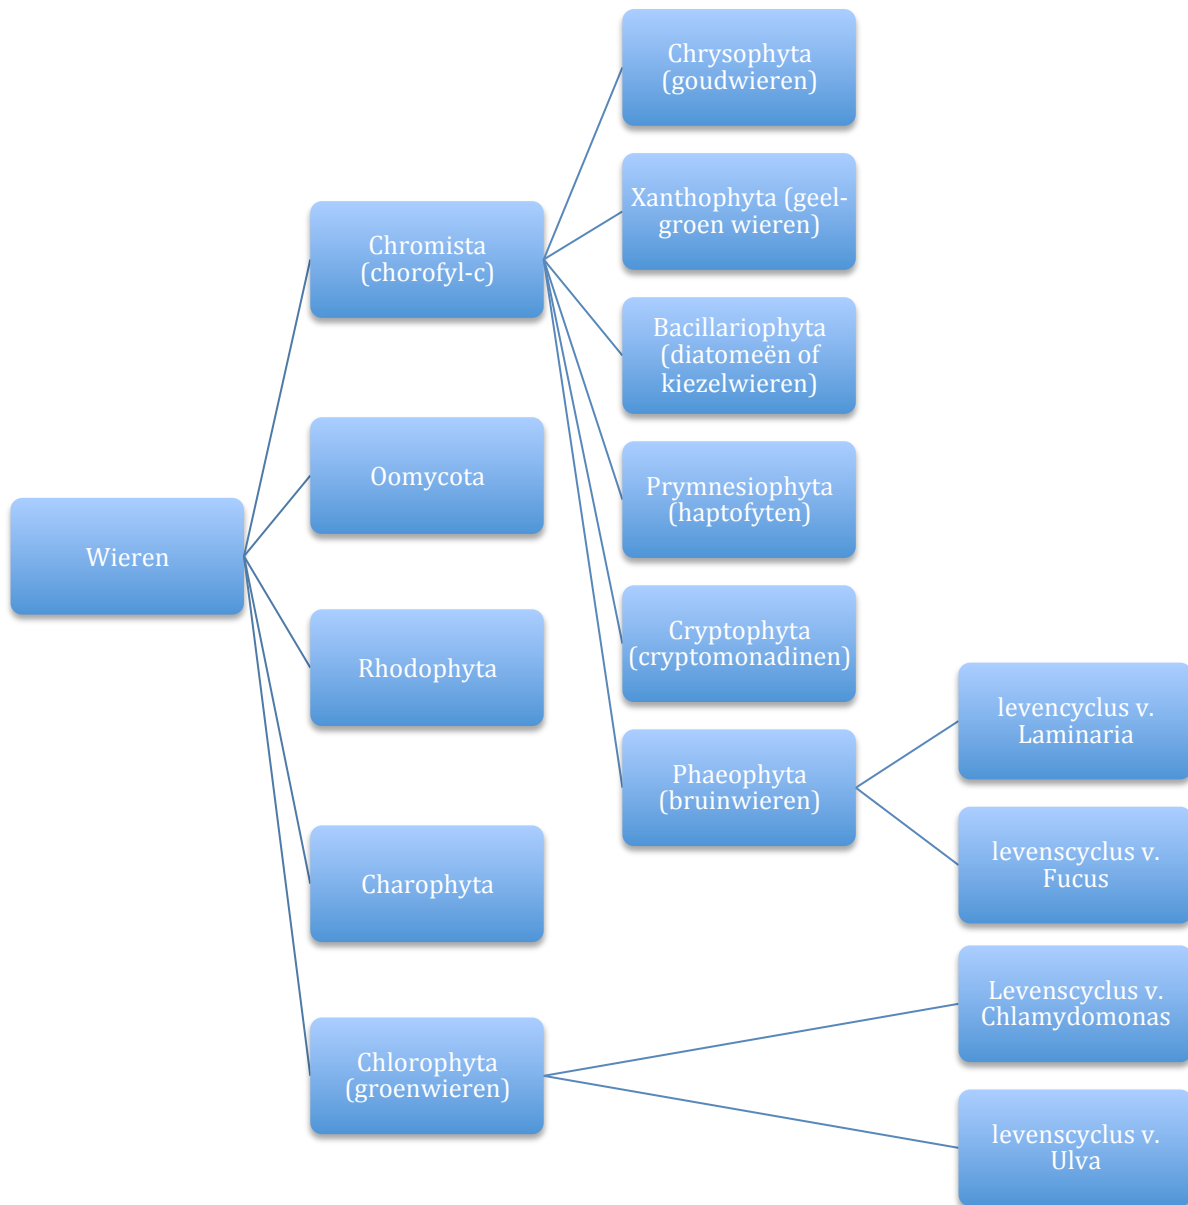 Wieren
Chromista
(chorofyl-c)
Chrysophyta
(goudwieren)
Xanthophyta (geel-
groen wieren)
Bacillariophyta
(diatomeën of
kiezelwieren)
Prymnesiophyta
(haptofyten)
Cryptophyta
(cryptomonadinen)
Phaeophyta
(bruinwieren)
levencyclus v.
Laminaria
levenscyclus v.
Fucus
Oomycota
Rhodophyta
Charophyta
Chlorophyta
(groenwieren)
Levenscyclus v.
Chlamydomonas
levenscyclus v.
Ulva